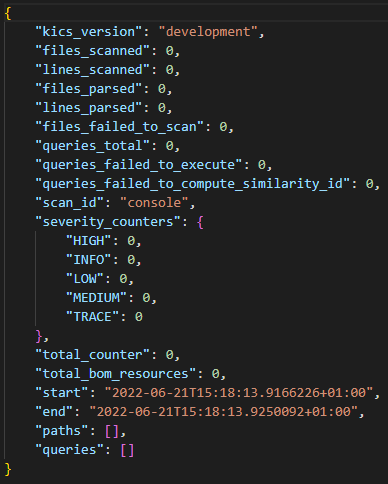 {
    "kics_version": "development",
    "files_scanned": 0,
    "lines_scanned": 0,
    "files_parsed": 0,
    "lines_parsed": 0,
    "files_failed_to_scan": 0,
    "queries_total": 0,
    "queries_failed_to_execute": 0,
    "queries_failed_to_compute_similarity_id": 0,
    "scan_id": "console",
    "severity_counters": {
        "HIGH": 0,
        "INFO": 0,
        "LOW": 0,
        "MEDIUM": 0,
        "TRACE": 0
    },
    "total_counter": 0,
    "total_bom_resources": 0,
    "start": "2022-06-21T15:18:13.9166226+01:00",
    "end": "2022-06-21T15:18:13.9250092+01:00",
    "paths": [],
    "queries": []
}